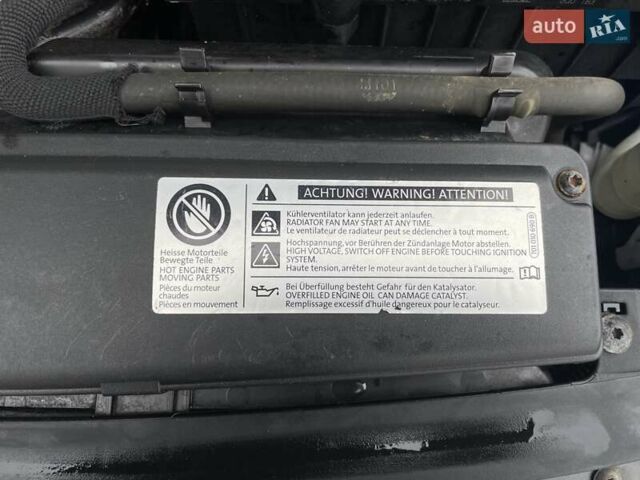 auto RIA .com
ACHTUNG! WARNING! ATTENTION!
Kühlerventilator kann jederzeit anlaufen.
RADIATOR FAN MAY START AT ANY TIME.
Le ventilateur de radiateur peut se déclencher à tout moment.
Hochspannung, vor Berühren der Zündanlage Motor abstellen.
HIGH VOLTAGE, SWITCH OFF ENGINE BEFORE TOUCHING IGNITION
SYSTEM.
Haute tension, arrêter le moteur avant de toucher à l'allumage.
Bei Überfüllung besteht Gefahr für den Katalysator.
OVERFILLED ENGINE OIL CAN DAMAGE CATALYST.
Remplissage excessif d'huile dangereux pour le catalyseur.
Heisse Motorteile
Bewegte Teile
HOT ENGINE PARTS
MOVING PARTS
Pièces du moteur
chaudes
Pièces en mouvement